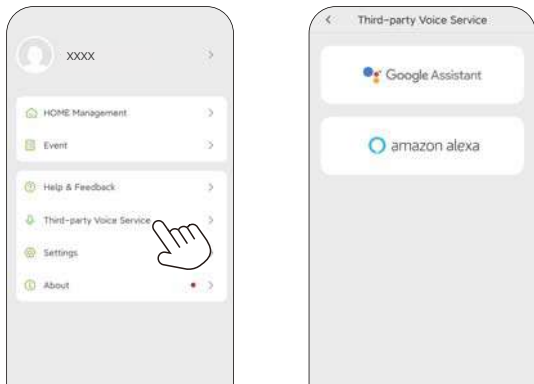 xxxx
HOME Management
Event
Help & Feedback
Third-party Voice Service
Settings
About
Third-party Voice Service
Google Assistant
amazon alexa